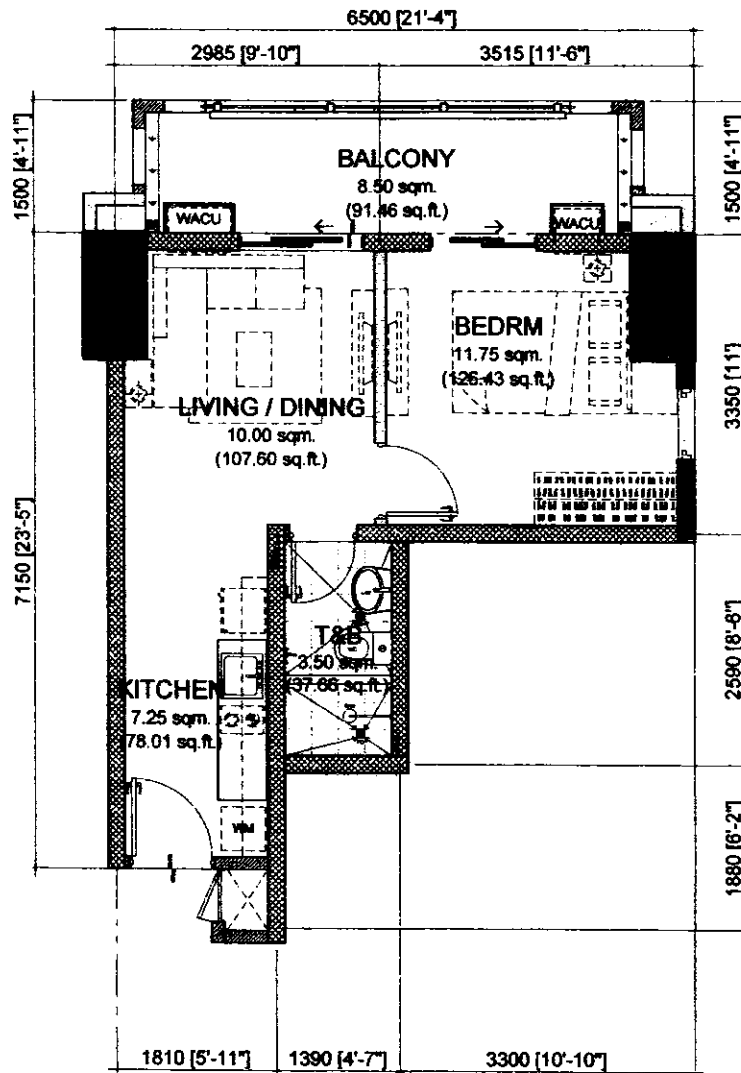 6500 [21'-4"]
2985 [9'-10"]
3515 [11'-6"]
1500 [4'-11"]
1500 [4'-11"]
BALCONY
8.50 sqm.
(91.46 sq.ft.)
WACU
WACU
BEDRM
11.75 sqm.
(126.43 sq.ft.)
3350 [11']
LIVING / DINING
10.00 sqm.
(107.60 sq.ft.)
7150 [23'-5"]
T&B
3.50 sqm.
(37.66 sq.ft.)
2590 [8'-6"]
KITCHEN
7.25 sqm.
(78.01 sq.ft.)
WM
1880 [6'-2"]
1810 [5'-11"]
1390 [4'-7"]
3300 [10'-10"]